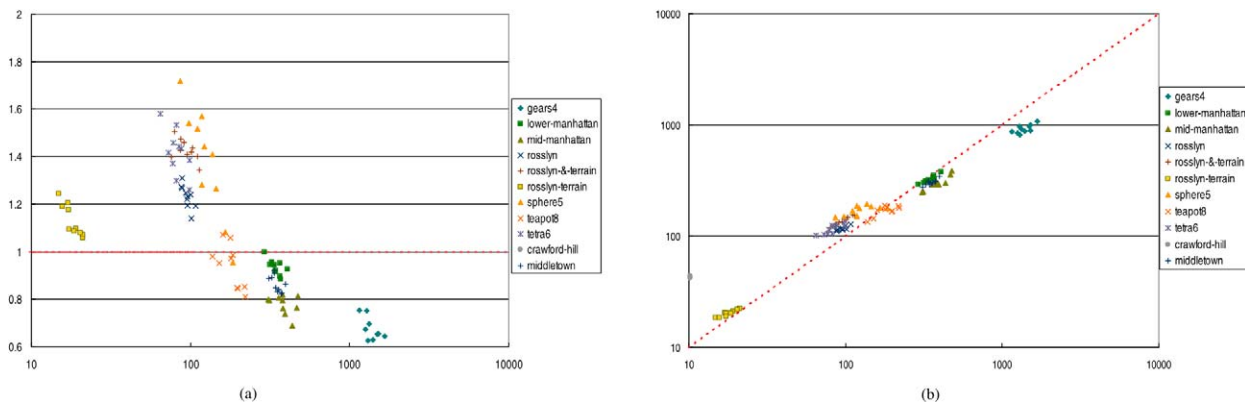 2
1.8
1.6
1.4
1.2
1
0.8
0.6
10
100
1000
10000
gears4
lower-manhattan
mid-manhattan
rosslyn
rosslyn-&-terrain
rosslyn-terrain
sphere5
teapot8
tetra6
crawford-hill
middletown
(a)
10000
1000
100
10
10
100
1000
10000
gears4
lower-manhattan
mid-manhattan
rosslyn
rosslyn-&-terrain
rosslyn-terrain
sphere5
teapot8
tetra6
crawford-hill
middletown
(b)